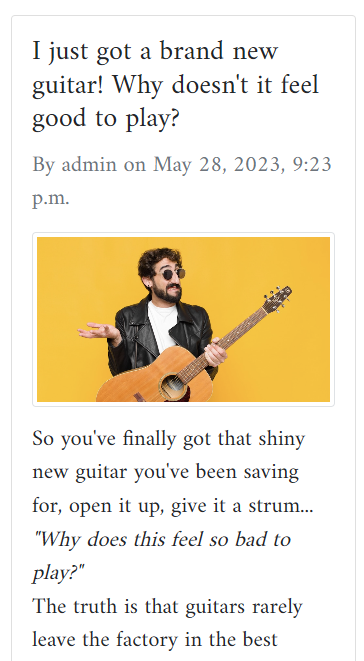 I just got a brand new
guitar! Why doesn't it feel
good to play?
By admin on May 28, 2023, 9:23
p.m.
So you've finally got that shiny
new guitar you've been saving
for, open it up, give it a strum...
"Why does this feel so bad to
play?"
The truth is that guitars rarely
leave the factory in the best